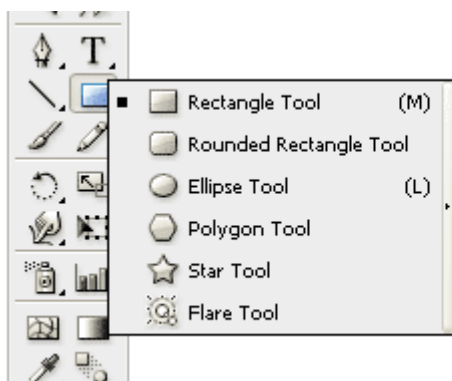 T
Rectangle Tool (M)
Rounded Rectangle Tool
Ellipse Tool (L)
Polygon Tool
Star Tool
Flare Tool